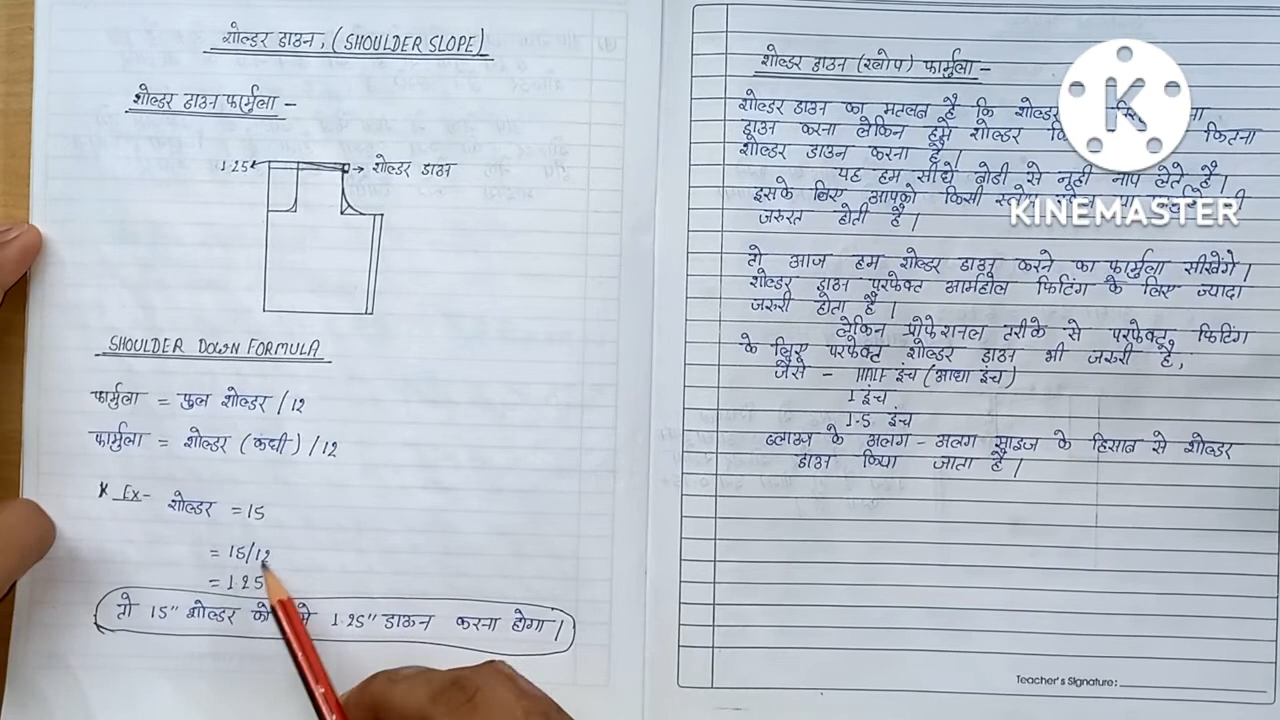 शोल्डर डाउन, (SHOULDER SLOPE)
शोल्डर डाउन फार्मुला –
1.25"
→ शोल्डर डाउन
SHOULDER DOWN FORMULA
फार्मुला = फुल शोल्डर / 12
फार्मुला = शोल्डर (कंधी) / 12
Ex- शोल्डर = 15
= 15/12
= 1.25
तो 15" शोल्डर को 1.25" डाऊन करना होगा।
शोल्डर डाउन (स्लोप) फार्मुला –
शोल्डर डाउन का मतलब है कि शोल्डर
डाउन करना लेकिन हमे शोल्डर कितना
शोल्डर डाउन करना है।
यह हम सीधे बोडी से नही नाप लेते है।
इसके लिए आपको किसी
जरुरत होती है।
तो आज हम शोल्डर डाउन करने का फार्मुला सीखेंगे।
शोल्डर डाउन परफेक्ट आर्महोल फिटिंग के लिए ज्यादा
जरुरी होता है।
लेकिन प्रोफेशनल तरीके से परफेक्ट फिटिंग
के लिए परफेक्ट शोल्डर डाउन भी जरुरी है,
जैसे – इंच (आधा इंच)
1 इंच
1.5 इंच
ब्लाउज के अलग - अलग साइज के हिसाब से शोल्डर
डाउन किया जाता है।
Teacher's Signature:
K
KINEMASTER